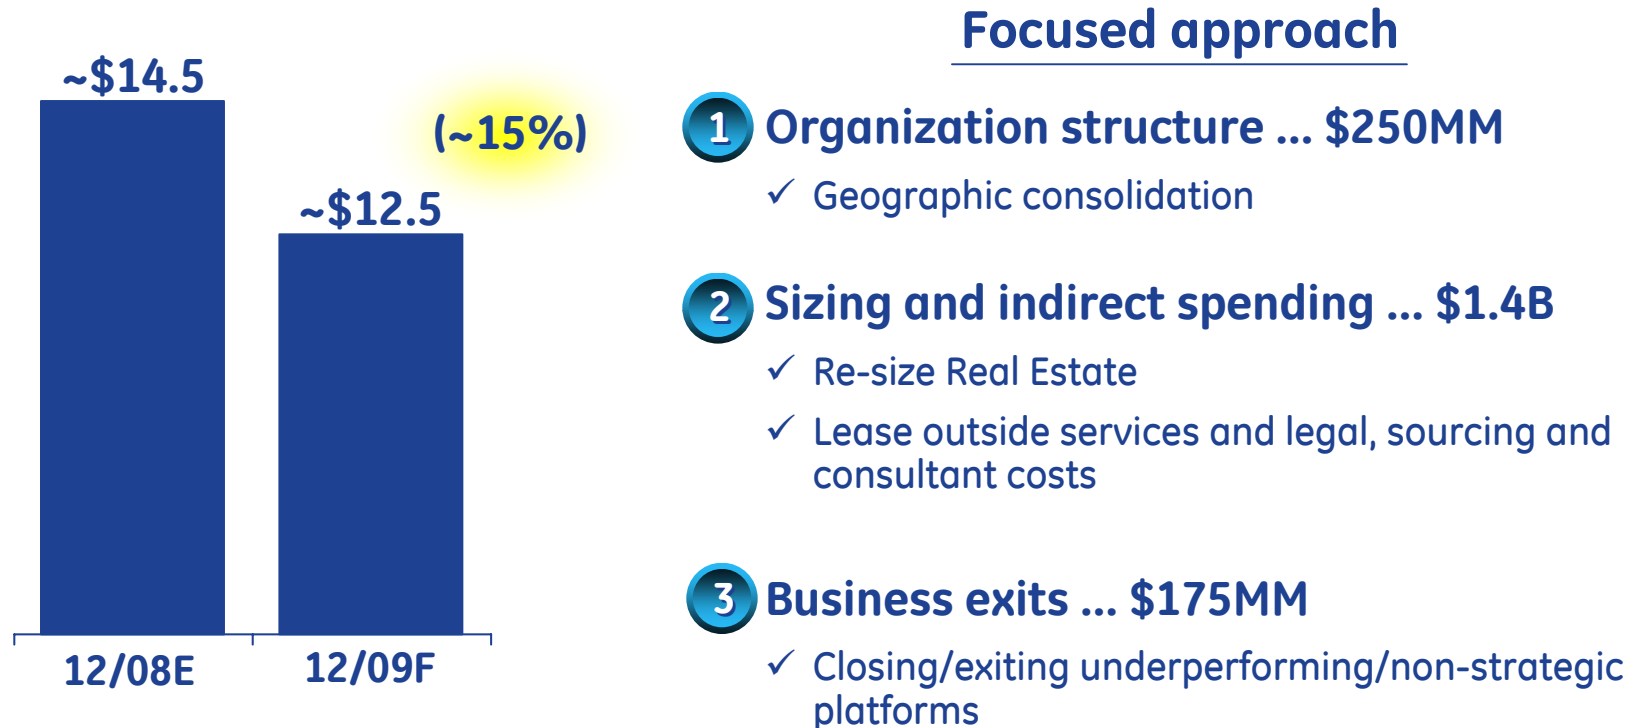 ~$14.5
(~15%)
~$12.5
12/08E
12/09F
Focused approach
1 Organization structure ... $250MM
✓ Geographic consolidation
2 Sizing and indirect spending ... $1.4B
✓ Re-size Real Estate
✓ Lease outside services and legal, sourcing and
consultant costs
3 Business exits ... $175MM
✓ Closing/exiting underperforming/non-strategic
platforms